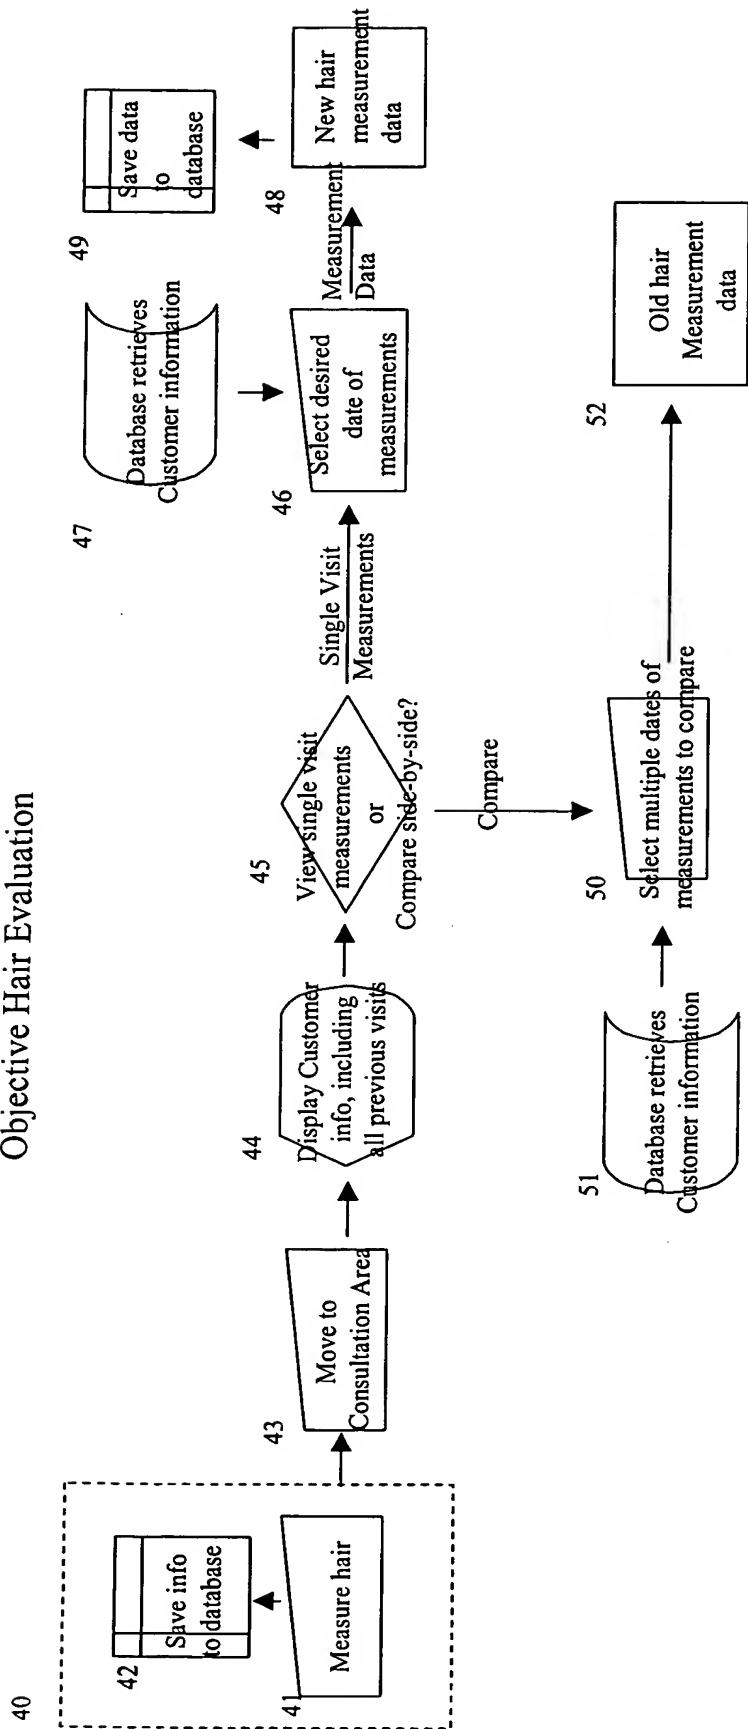 Objective Hair Evaluation
40
42
Save info
to database
41
Measure hair
43
Move to
Consultation Area
44
Display Customer
info, including
all previous visits
45
View single visit
measurements
or
Compare side-by-side?
Single Visit
Measurements
47
Database retrieves
Customer information
46
Select desired
date of
measurements
Measurement
Data
49
Save data
to
database
48
New hair
measurement
data
Compare
51
Database retrieves
Customer information
50
Select multiple dates of
measurements to compare
52
Old hair
Measurement
data